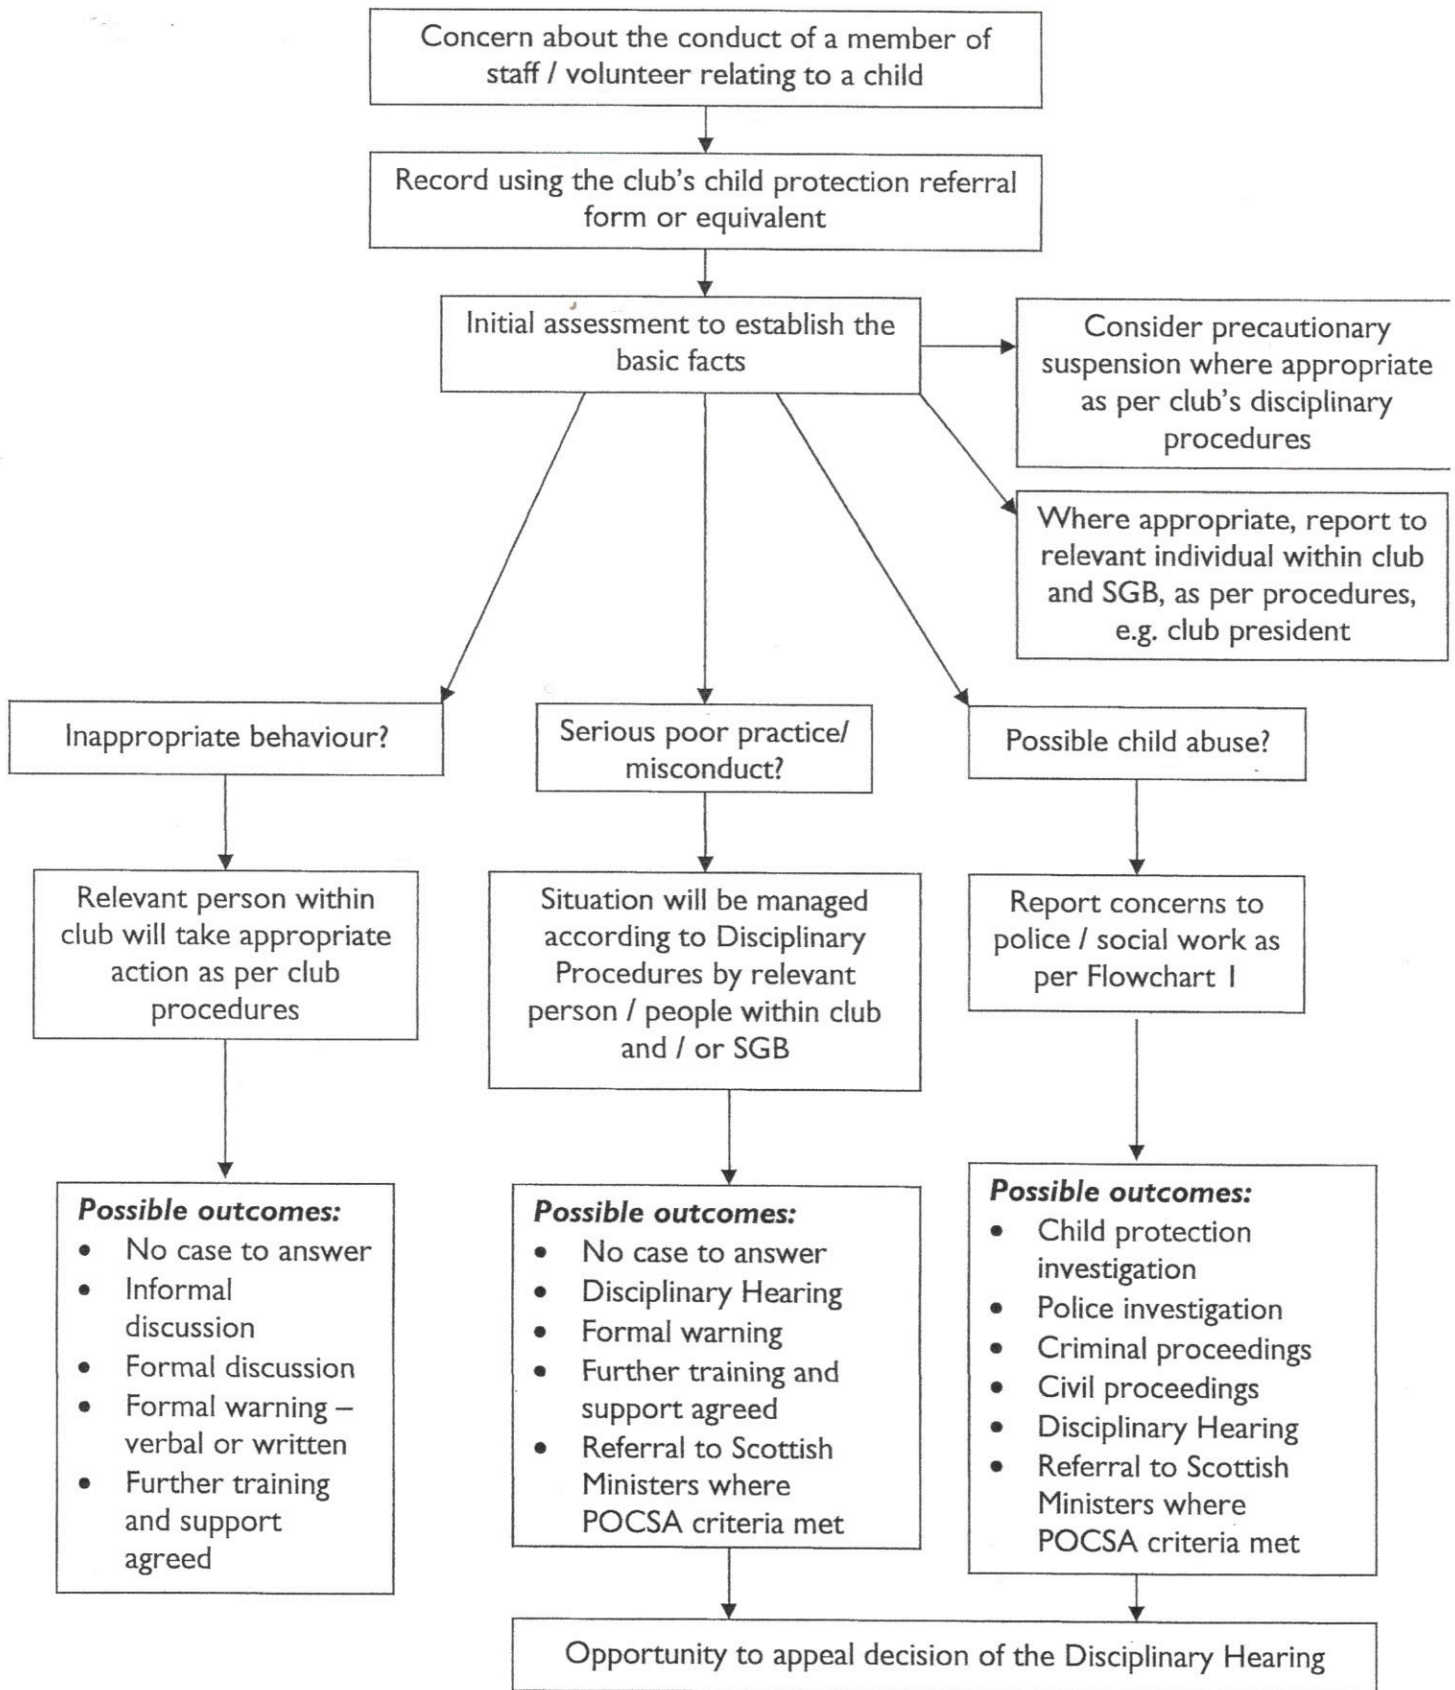 Concern about the conduct of a member of
staff / volunteer relating to a child
Record using the club's child protection referral
form or equivalent
Initial assessment to establish the
basic facts
Consider precautionary
suspension where appropriate
as per club's disciplinary
procedures
Where appropriate, report to
relevant individual within club
and SGB, as per procedures,
e.g. club president
Inappropriate behaviour?
Serious poor practice/
misconduct?
Possible child abuse?
Relevant person within
club will take appropriate
action as per club
procedures
Situation will be managed
according to Disciplinary
Procedures by relevant
person / people within club
and / or SGB
Report concerns to
police / social work as
per Flowchart 1
Possible outcomes:
• No case to answer
• Informal
discussion
• Formal discussion
• Formal warning –
verbal or written
• Further training
and support
agreed
Possible outcomes:
• No case to answer
• Disciplinary Hearing
• Formal warning
• Further training and
support agreed
• Referral to Scottish
Ministers where
POCSA criteria met
Possible outcomes:
• Child protection
investigation
• Police investigation
• Criminal proceedings
• Civil proceedings
• Disciplinary Hearing
• Referral to Scottish
Ministers where
POCSA criteria met
Opportunity to appeal decision of the Disciplinary Hearing